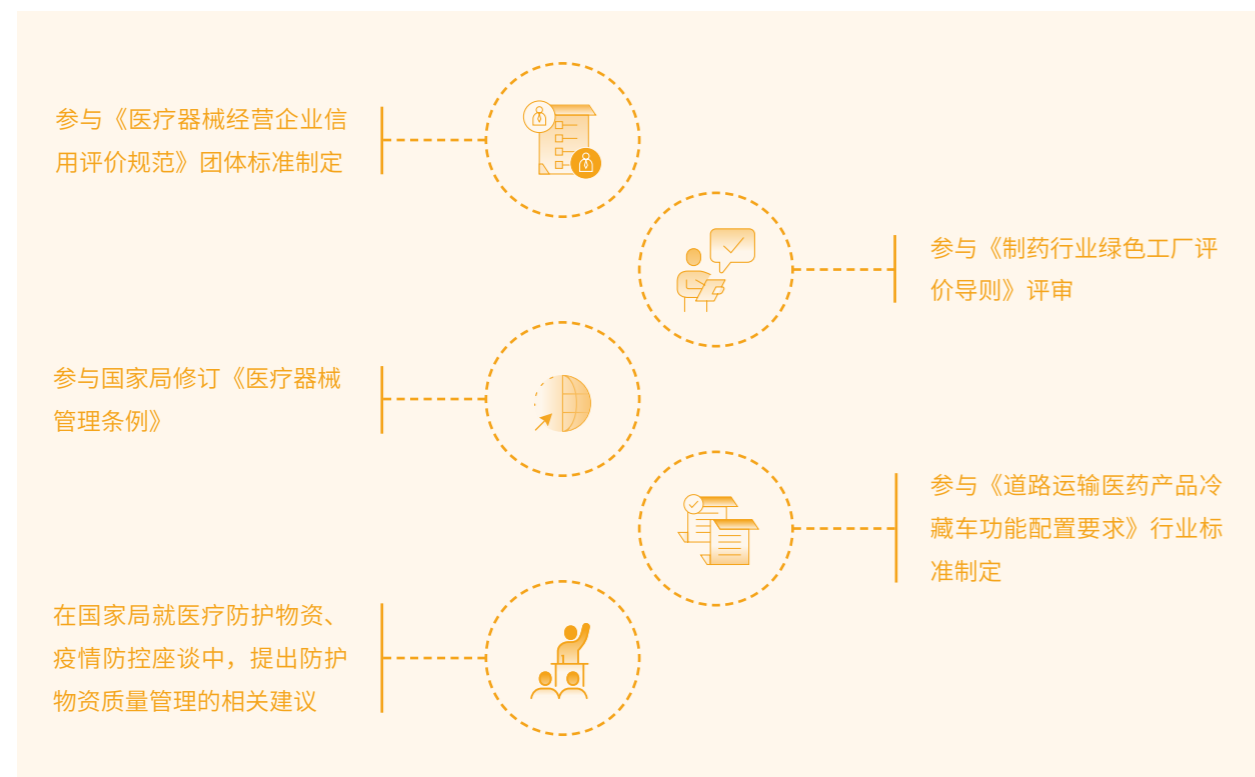 参与《医疗器械经营企业信
用评价规范》团体标准制定
参与《制药行业绿色工厂评
价导则》评审
参与国家局修订《医疗器械
管理条例》
参与《道路运输医药产品冷
藏车功能配置要求》行业标
准制定
在国家局就医疗防护物资、
疫情防控座谈中，提出防护
物资质量管理的相关建议